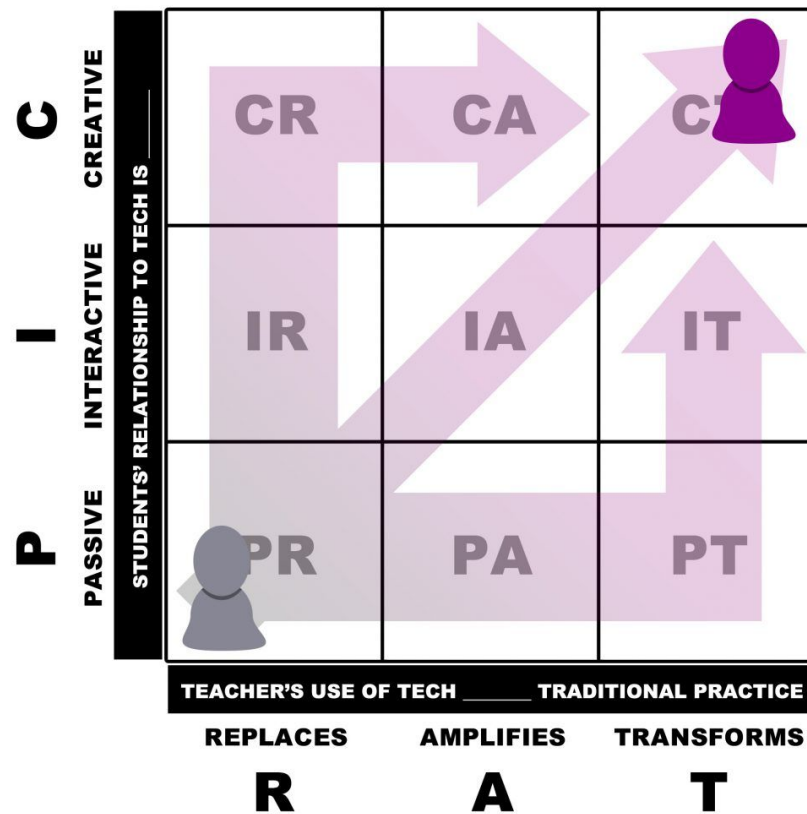 C
CREATIVE
I
INTERACTIVE
P
PASSIVE
STUDENTS' RELATIONSHIP TO TECH IS _____
CR CA
IR IA IT
PR PA PT
TEACHER'S USE OF TECH ______ TRADITIONAL PRACTICE
REPLACES AMPLIFIES TRANSFORMS
R A T